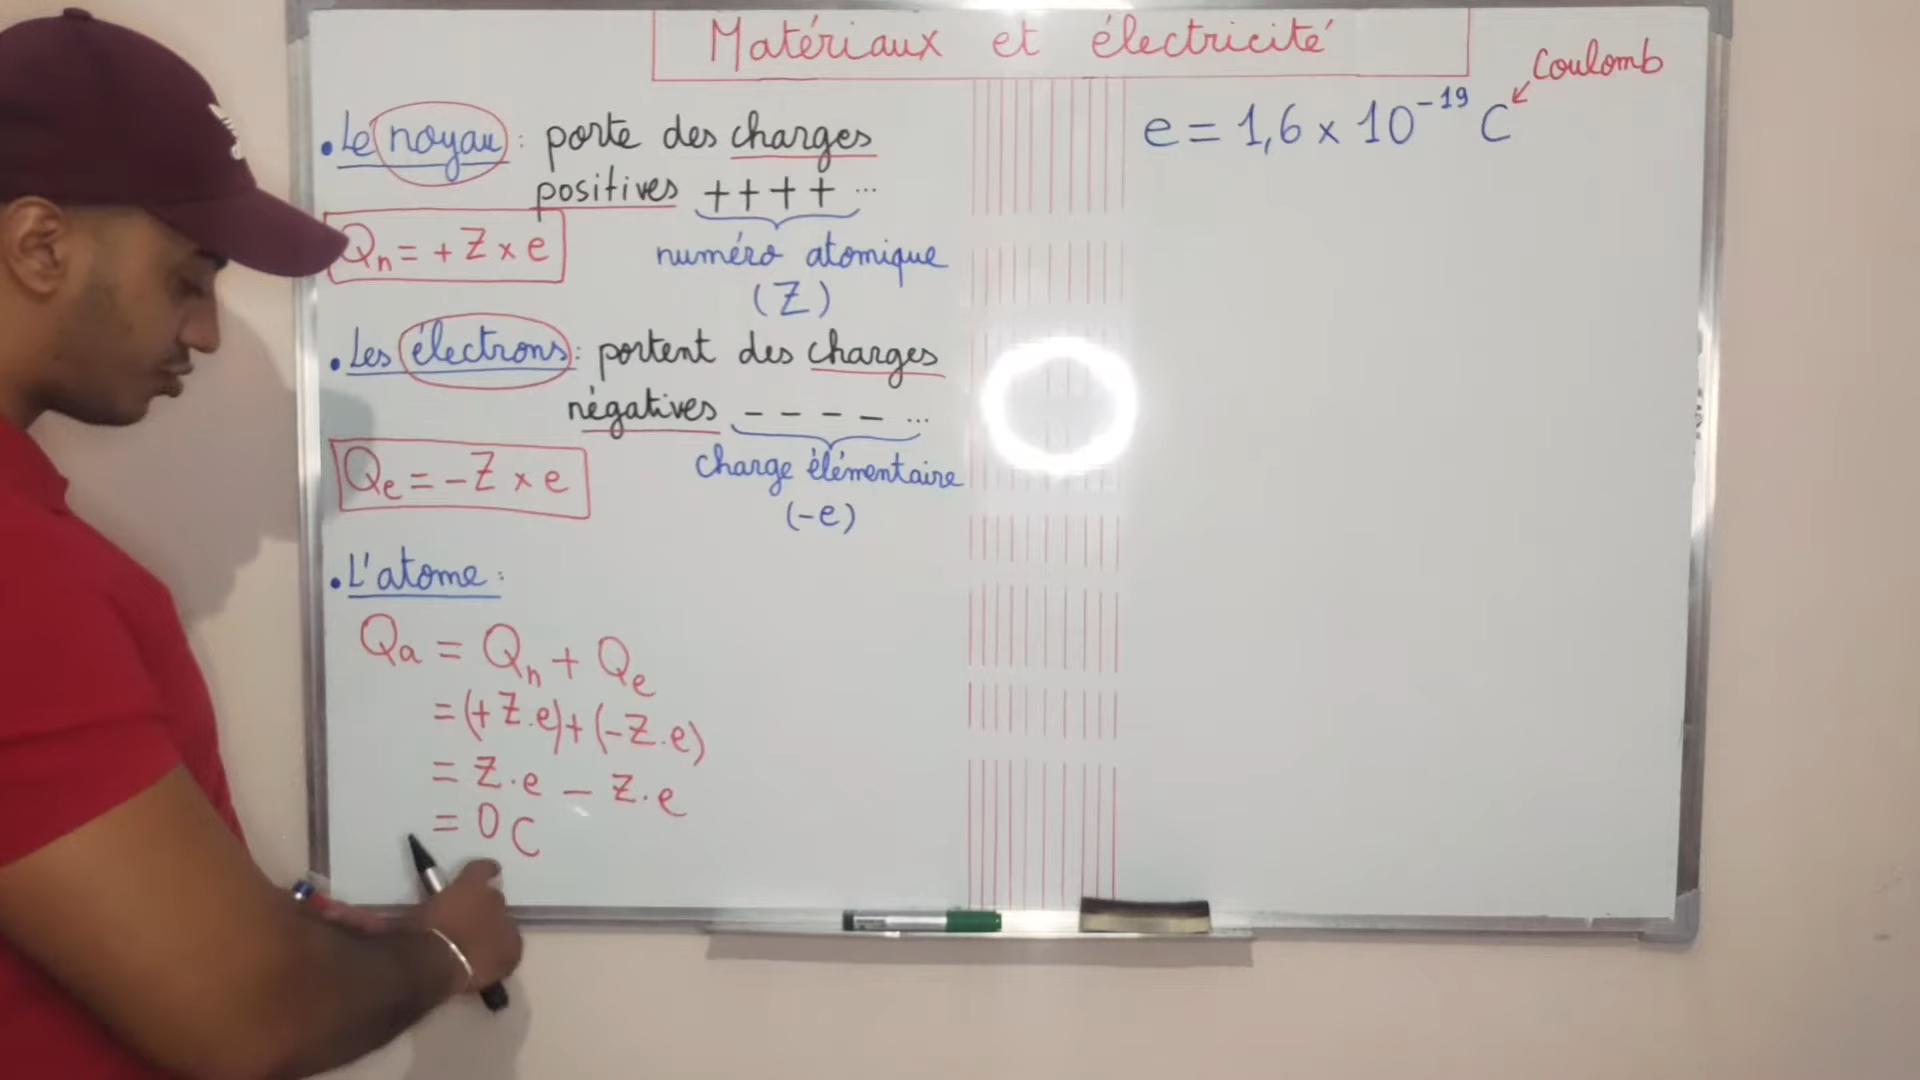 Matériaux et électricité
• Le noyau : porte des charges
positives ++++ ...
Qn = + Z × e
numéro atomique
(Z)
• Les électrons : portent des charges
négatives – – – – ...
Qe = – Z × e
charge élémentaire
(-e)
• L'atome :
Qa = Qn + Qe
= (+ Z.e) + (– Z.e)
= Z.e – Z.e
= 0 C
Coulomb
e = 1,6 × 10⁻¹⁹ C